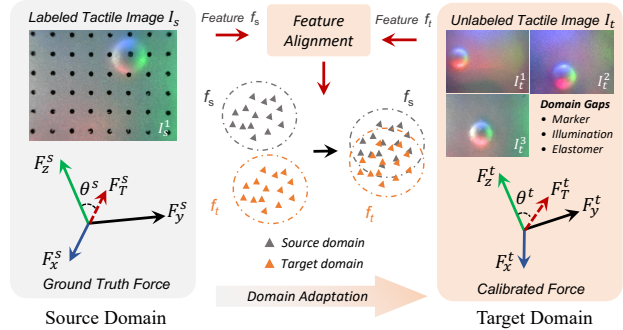 Labeled Tactile Image I_s
I_s^1
F_z^s
θ^s
F_T^s
F_y^s
F_x^s
Ground Truth Force
Source Domain
Feature f_s
Feature Alignment
Feature f_t
f_s
f_t
f_s
f_t
Source domain
Target domain
Domain Adaptation
Unlabeled Tactile Image I_t
I_t^1
I_t^2
I_t^3
Domain Gaps
• Marker
• Illumination
• Elastomer
F_z^t
θ^t
F_T^t
F_y^t
F_x^t
Calibrated Force
Target Domain